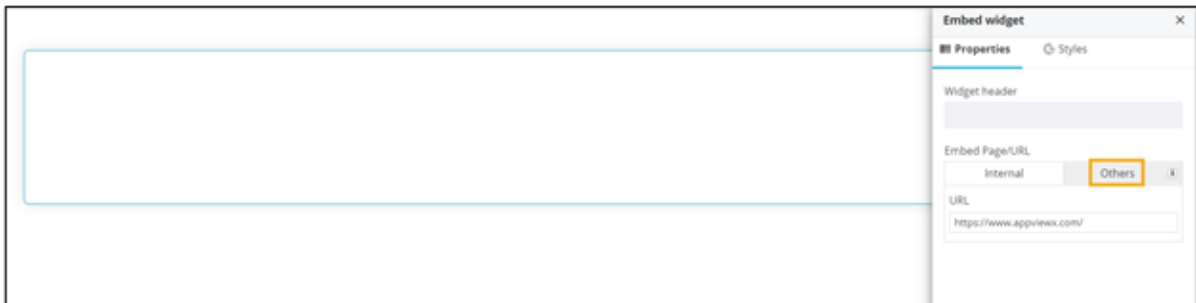 Embed widget
Properties Styles
Widget header
Embed Page/URL
Internal Others i
URL
https://www.appviewx.com/